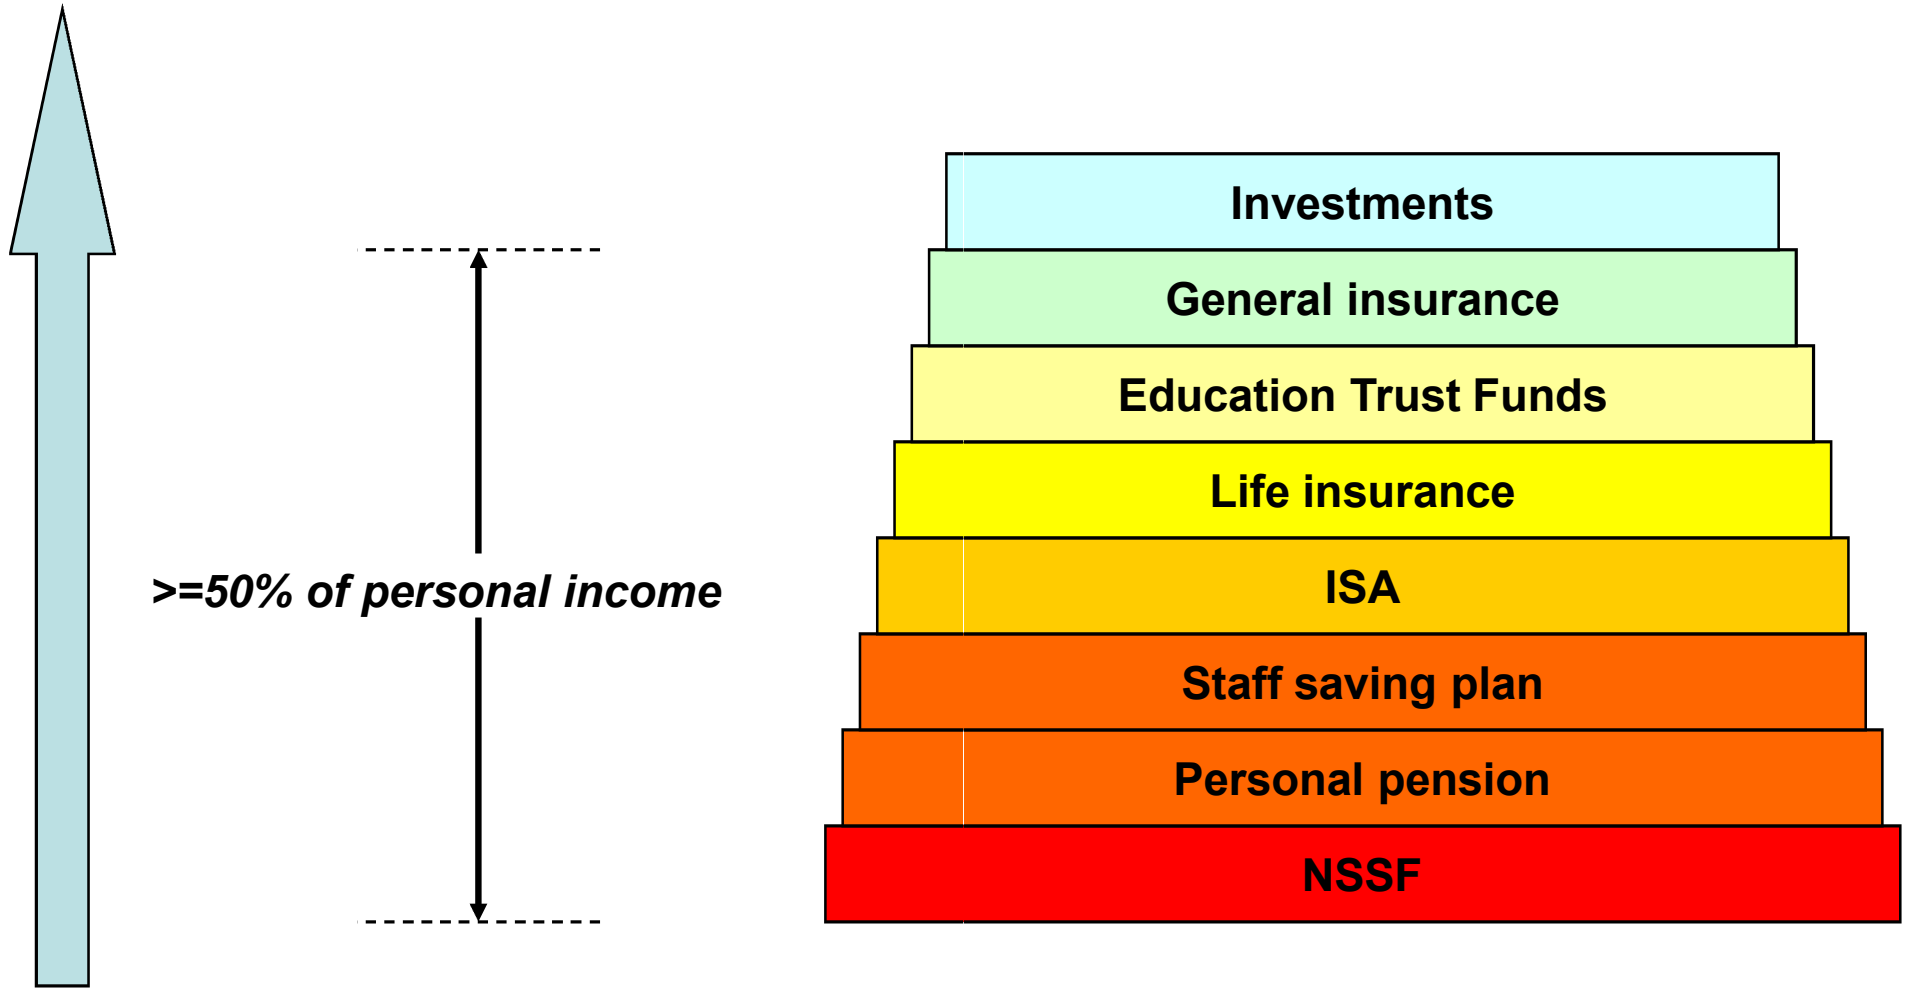 Investments
General insurance
Education Trust Funds
Life insurance
ISA
>=50% of personal income
Staff saving plan
Personal pension
NSSF